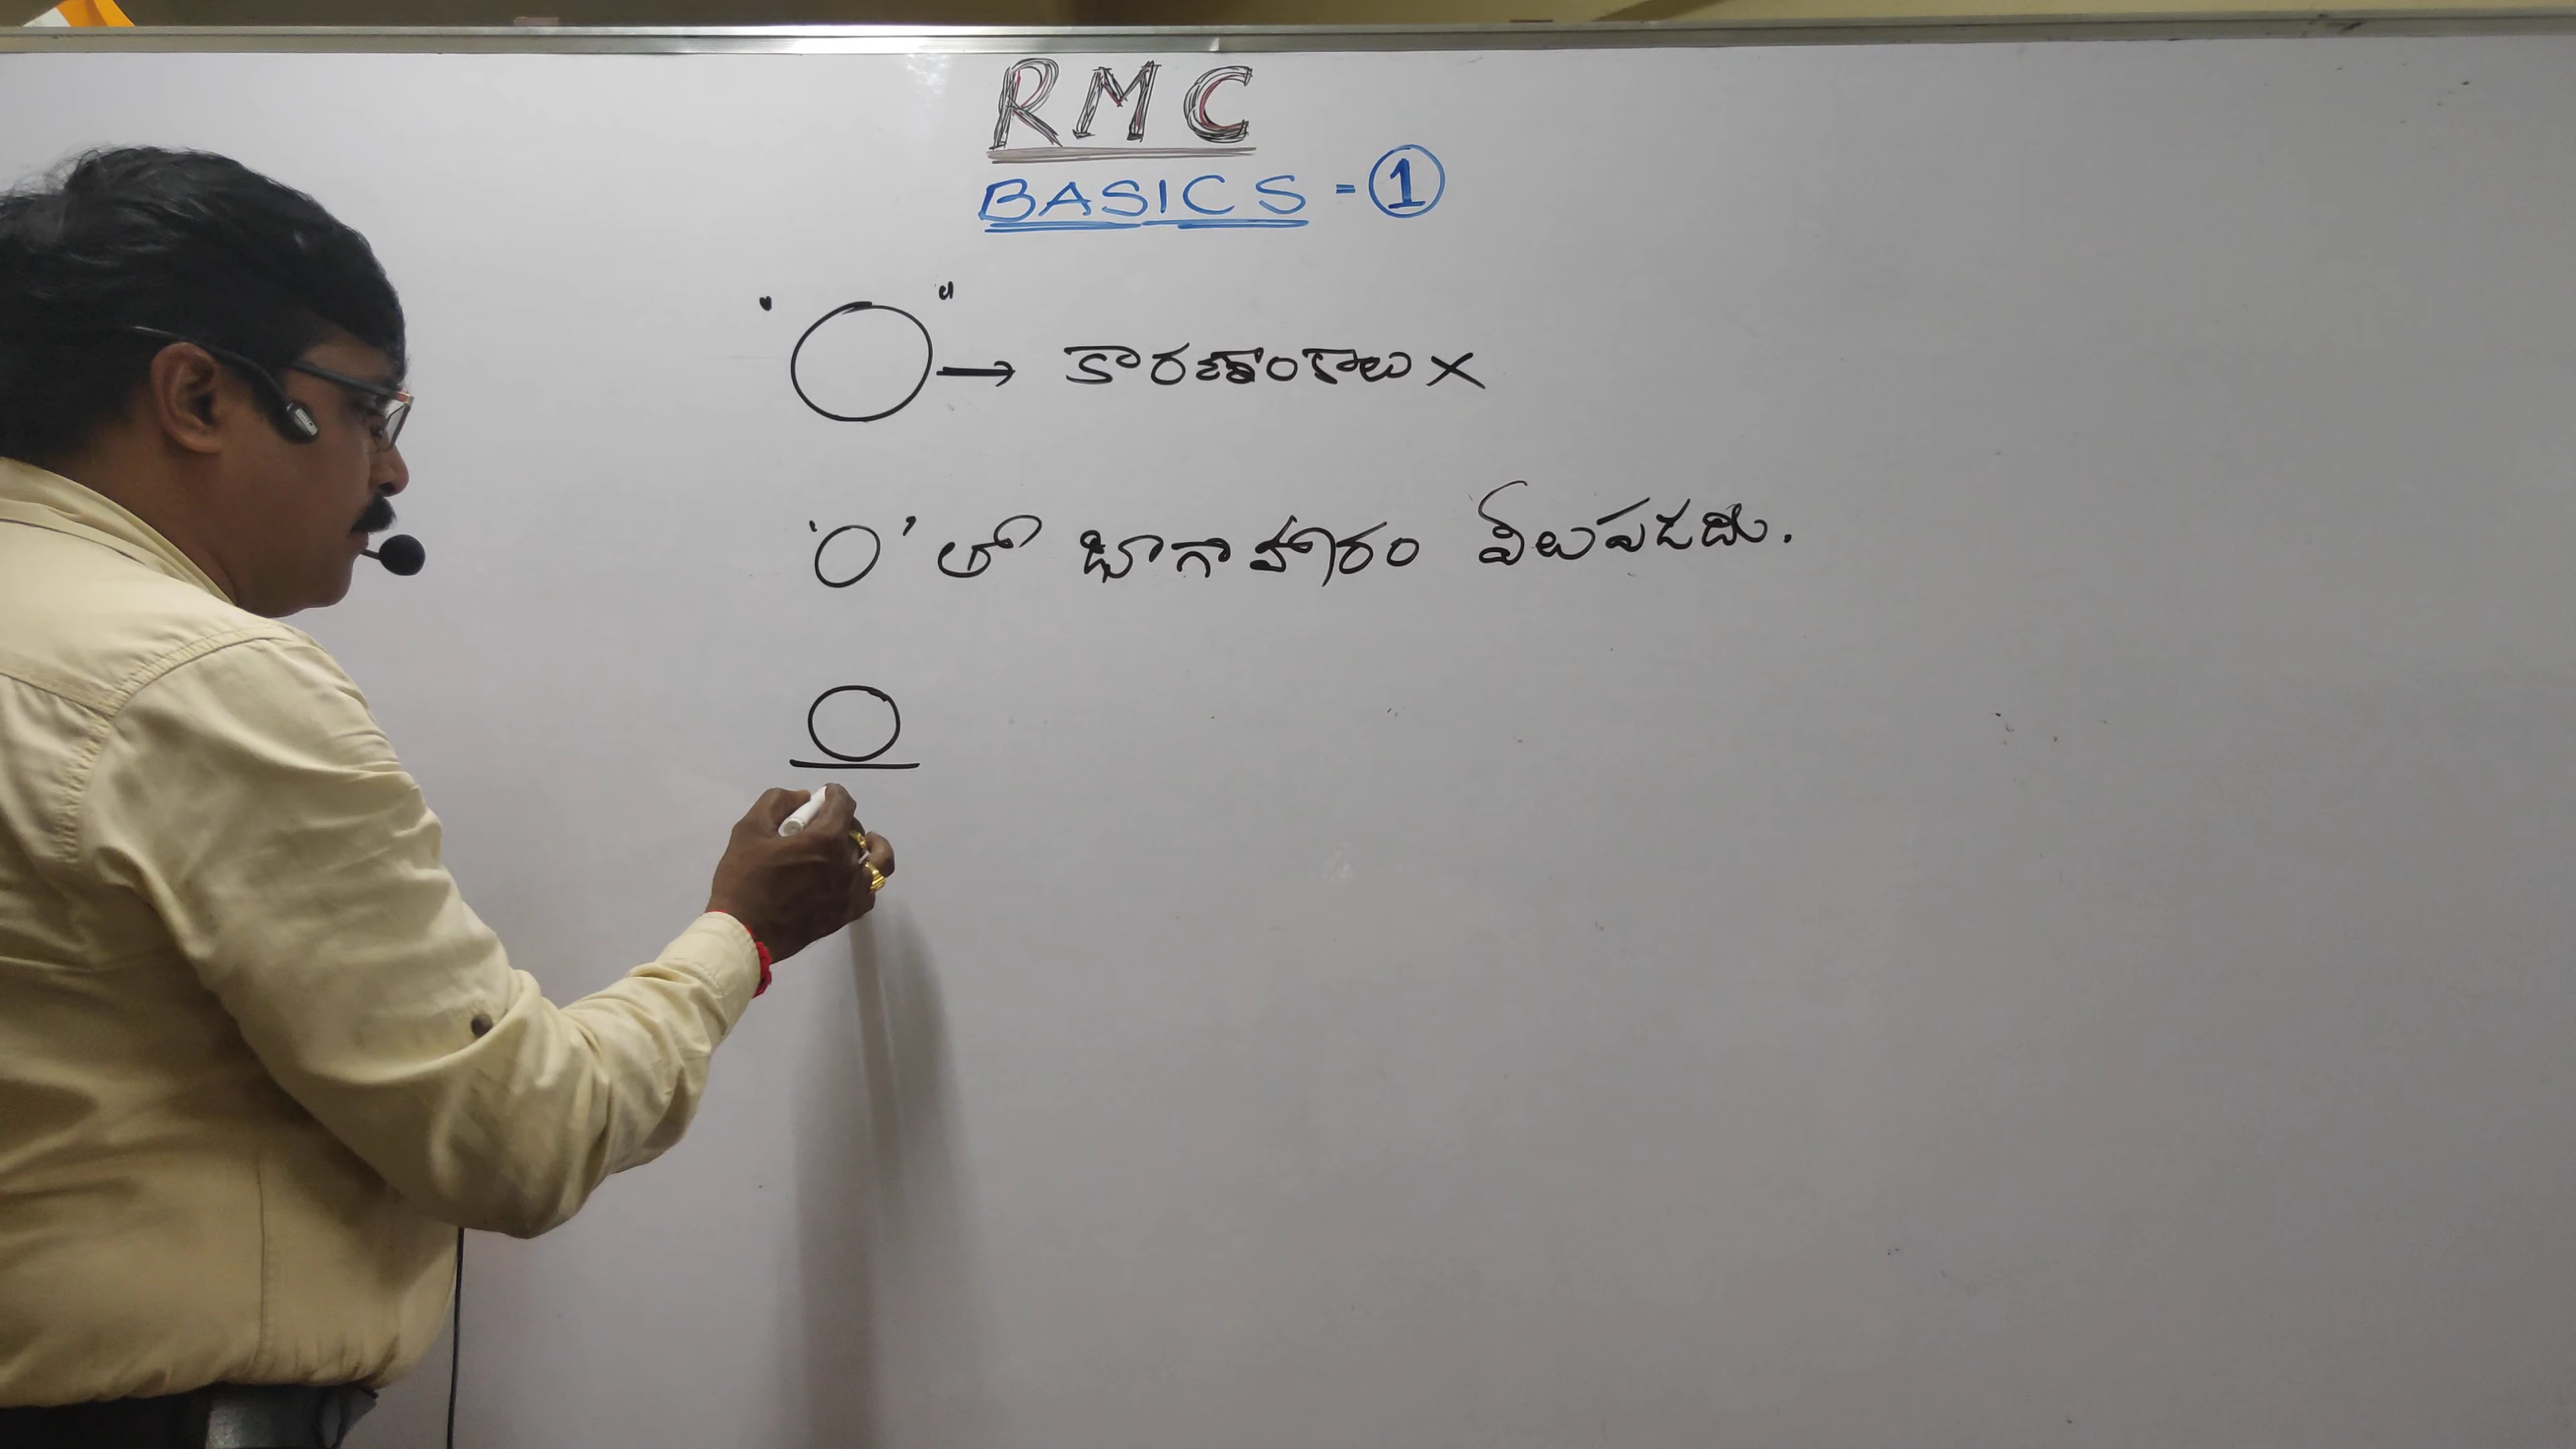 RMC
BASICS - 1
"0" → కారణాంకాలు ×
'0' తో భాగాహారం వీలుపడదు.
0